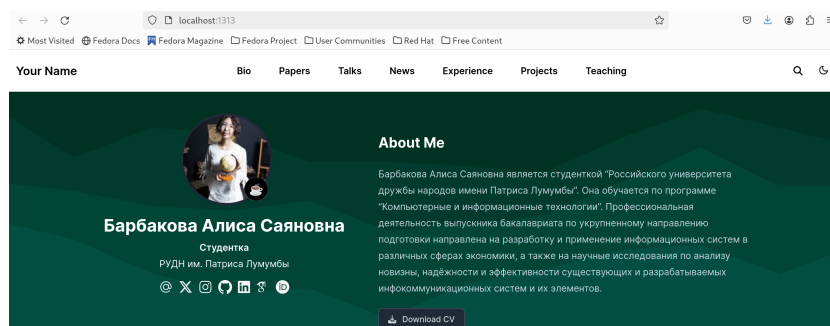 localhost:1313
Most Visited Fedora Docs Fedora Magazine Fedora Project User Communities Red Hat Free Content
Your Name Bio Papers Talks News Experience Projects Teaching
About Me
Барбакова Алиса Саяновна является студенткой “Российского университета
дружбы народов имени Патриса Лумумбы”. Она обучается по программе
“Компьютерные и информационные технологии”. Профессиональная
деятельность выпускника бакалавриата по укрупненному направлению
подготовки направлена на разработку и применение информационных систем в
различных сферах экономики, а также на научные исследования по анализу
новизны, надёжности и эффективности существующих и разрабатываемых
инфокоммуникационных систем и их элементов.
Download CV
Барбакова Алиса Саяновна
Студентка
РУДН им. Патриса Лумумбы